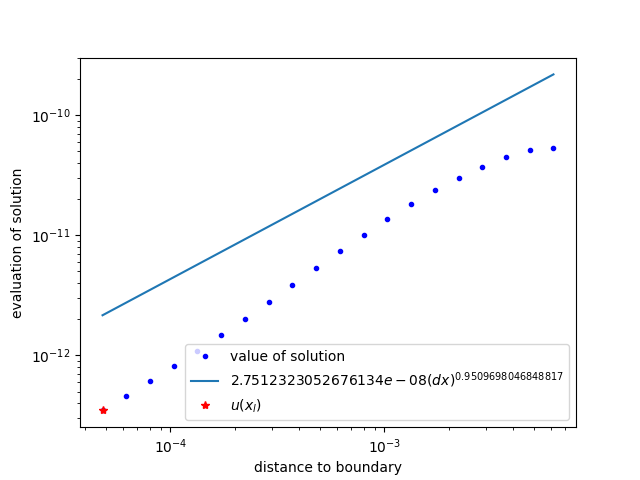 10⁻¹⁰
10⁻¹¹
10⁻¹²
evaluation of solution
value of solution
2.7512323052676134e − 08(dx)^0.9509698046848817
u(x_l)
10⁻⁴
10⁻³
distance to boundary